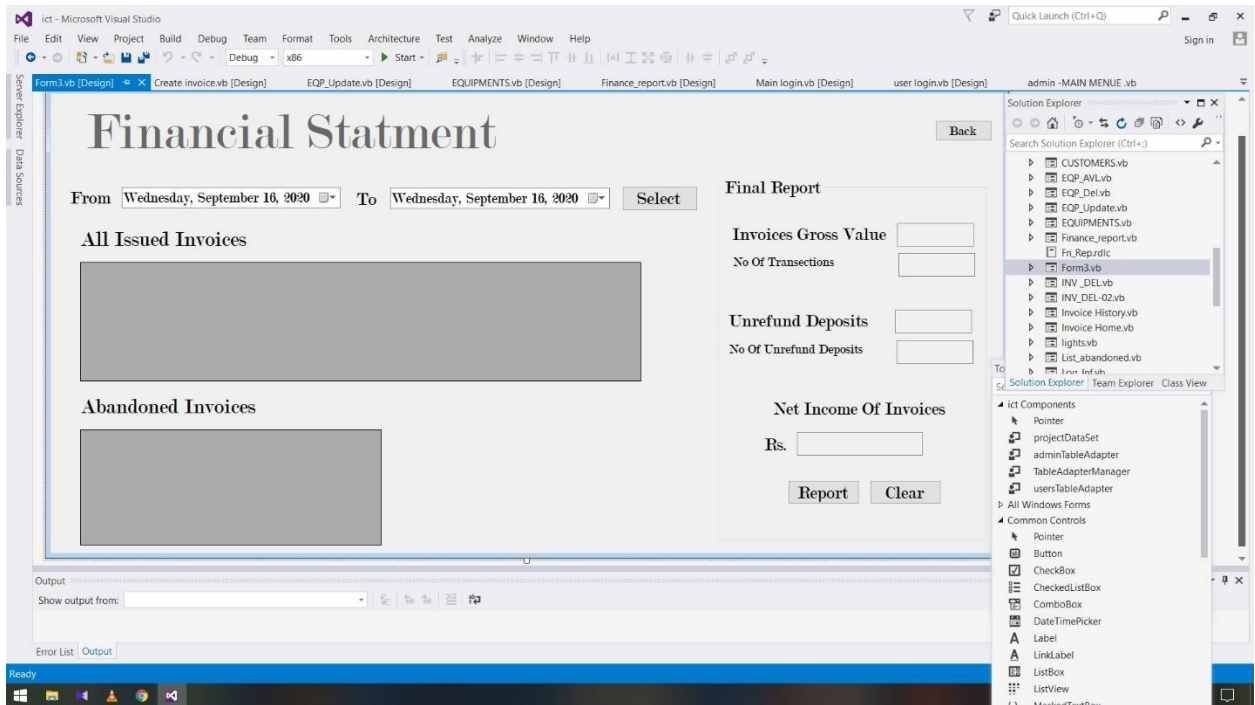 ict - Microsoft Visual Studio
Quick Launch (Ctrl+Q)
File Edit View Project Build Debug Team Format Tools Architecture Test Analyze Window Help
Sign in
Debug x86 Start
Form3.vb [Design] Create invoice.vb [Design] EQP_Update.vb [Design] EQUIPMENTS.vb [Design] Finance_report.vb [Design] Main login.vb [Design] user login.vb [Design] admin -MAIN MENUE .vb
Server Explorer
Data Sources
Financial Statment
Back
From Wednesday, September 16, 2020 To Wednesday, September 16, 2020 Select
All Issued Invoices
Abandoned Invoices
Final Report
Invoices Gross Value
No Of Transections
Unrefund Deposits
No Of Unrefund Deposits
Net Income Of Invoices
Rs.
Report Clear
Solution Explorer
Search Solution Explorer (Ctrl+;)
CUSTOMERS.vb
EQP_AVL.vb
EQP_Del.vb
EQP_Update.vb
EQUIPMENTS.vb
Finance_report.vb
Fn_Rep.rdlc
Form3.vb
INV _DEL.vb
INV_DEL-02.vb
Invoice History.vb
Invoice Home.vb
lights.vb
List_abandoned.vb
Log_Inf.vb
Solution Explorer Team Explorer Class View
ict Components
Pointer
projectDataSet
adminTableAdapter
TableAdapterManager
usersTableAdapter
All Windows Forms
Common Controls
Pointer
Button
CheckBox
CheckedListBox
ComboBox
DateTimePicker
Label
LinkLabel
ListBox
ListView
MaskedTextBox
Output
Show output from:
Error List Output
Ready